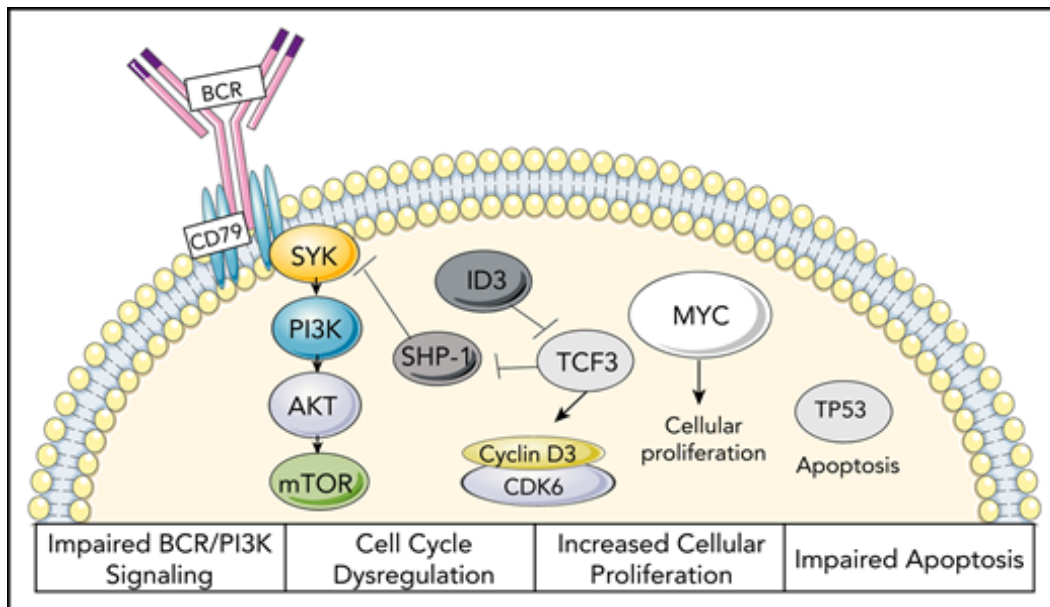 BCR
CD79
SYK
PI3K
AKT
mTOR
SHP-1
ID3
TCF3
Cyclin D3
CDK6
MYC
Cellular
proliferation
TP53
Apoptosis
Impaired BCR/PI3K
Signaling
Cell Cycle
Dysregulation
Increased Cellular
Proliferation
Impaired Apoptosis